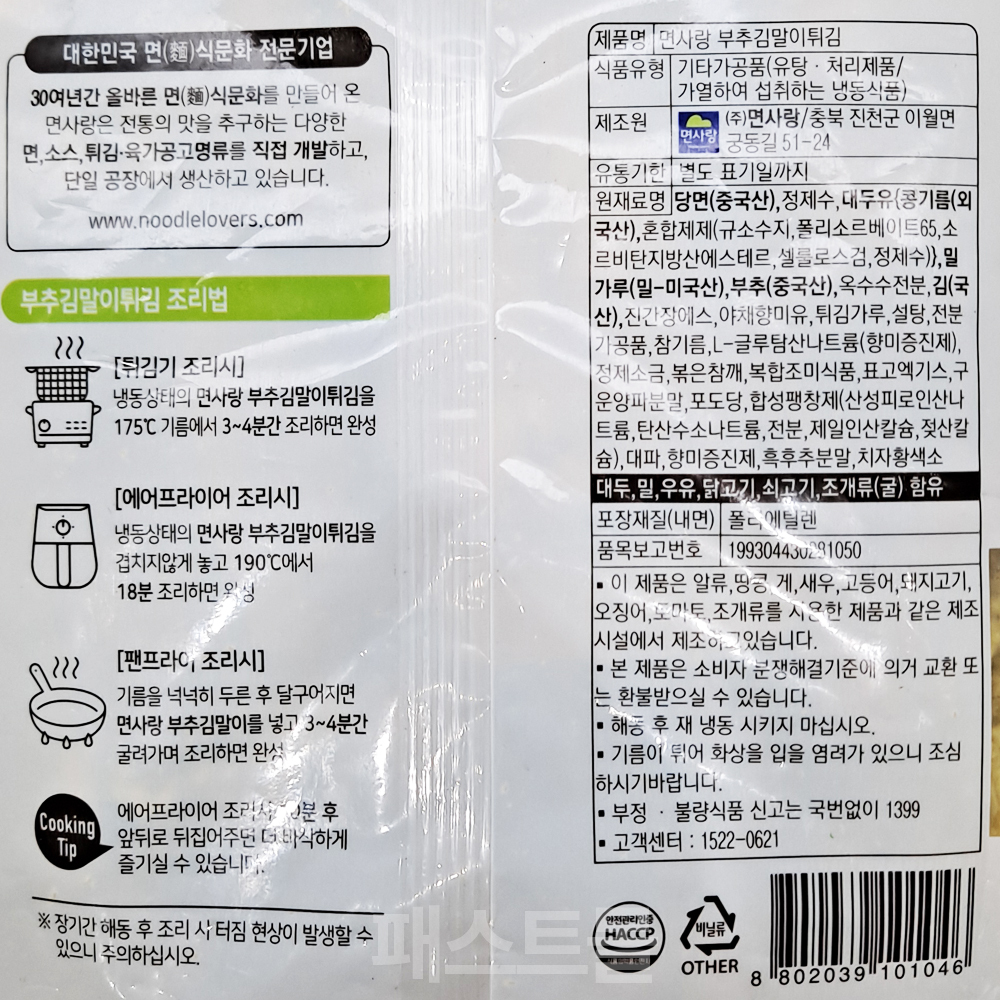 대한민국 면(麵)식문화 전문기업
30여년간 올바른 면(麵)식문화를 만들어 온
면사랑은 전통의 맛을 추구하는 다양한
면,소스,튀김·육가공고명류를 직접 개발하고,
단일 공장에서 생산하고 있습니다.
www.noodlelovers.com
부추김말이튀김 조리법
[튀김기 조리시]
냉동상태의 면사랑 부추김말이튀김을
175℃ 기름에서 3~4분간 조리하면 완성
[에어프라이어 조리시]
냉동상태의 면사랑 부추김말이튀김을
겹치지않게 놓고 190℃에서
18분 조리하면 완성
[팬프라이 조리시]
기름을 넉넉히 두른 후 달구어지면
면사랑 부추김말이를 넣고 3~4분간
굴려가며 조리하면 완성
Cooking
Tip
에어프라이어 조리시 후
앞뒤로 뒤집어주면 더 바삭하게
즐기실 수 있습니다.
※ 장기간 해동 후 조리 시 터짐 현상이 발생할 수
있으니 주의하십시오.
제품명 면사랑 부추김말이튀김
식품유형 기타가공품(유탕·처리제품/
가열하여 섭취하는 냉동식품)
제조원 면사랑 (주)면사랑/충북 진천군 이월면
궁동길 51-24
유통기한 별도 표기일까지
원재료명 당면(중국산),정제수,대두유{콩기름(외
국산),혼합제제(규소수지,폴리소르베이트65,소
르비탄지방산에스테르,셀룰로스검,정제수)},밀
가루(밀-미국산),부추(중국산),옥수수전분,김(국
산),진간장에스,야채향미유,튀김가루,설탕,전분
가공품,참기름,L-글루탐산나트륨(향미증진제),
정제소금,볶은참깨,복합조미식품,표고엑기스,구
운양파분말,포도당,합성팽창제(산성피로인산나
트륨,탄산수소나트륨,전분,제일인산칼슘,젖산칼
슘),대파,향미증진제,흑후추분말,치자황색소
대두,밀,우유,닭고기,쇠고기,조개류(굴) 함유
포장재질(내면) 폴리에틸렌
품목보고번호 199304430281050
▪ 이 제품은 알류,땅콩,게,새우,고등어,돼지고기,
오징어,토마토,조개류를 사용한 제품과 같은 제조
시설에서 제조하고있습니다.
▪ 본 제품은 소비자 분쟁해결기준에 의거 교환 또
는 환불받으실 수 있습니다.
▪ 해동 후 재 냉동 시키지 마십시오.
▪ 기름이 튀어 화상을 입을 염려가 있으니 조심
하시기바랍니다.
▪ 부정 · 불량식품 신고는 국번없이 1399
▪ 고객센터 : 1522-0621
안전관리인증
HACCP
비닐류
OTHER
8 802039 101046